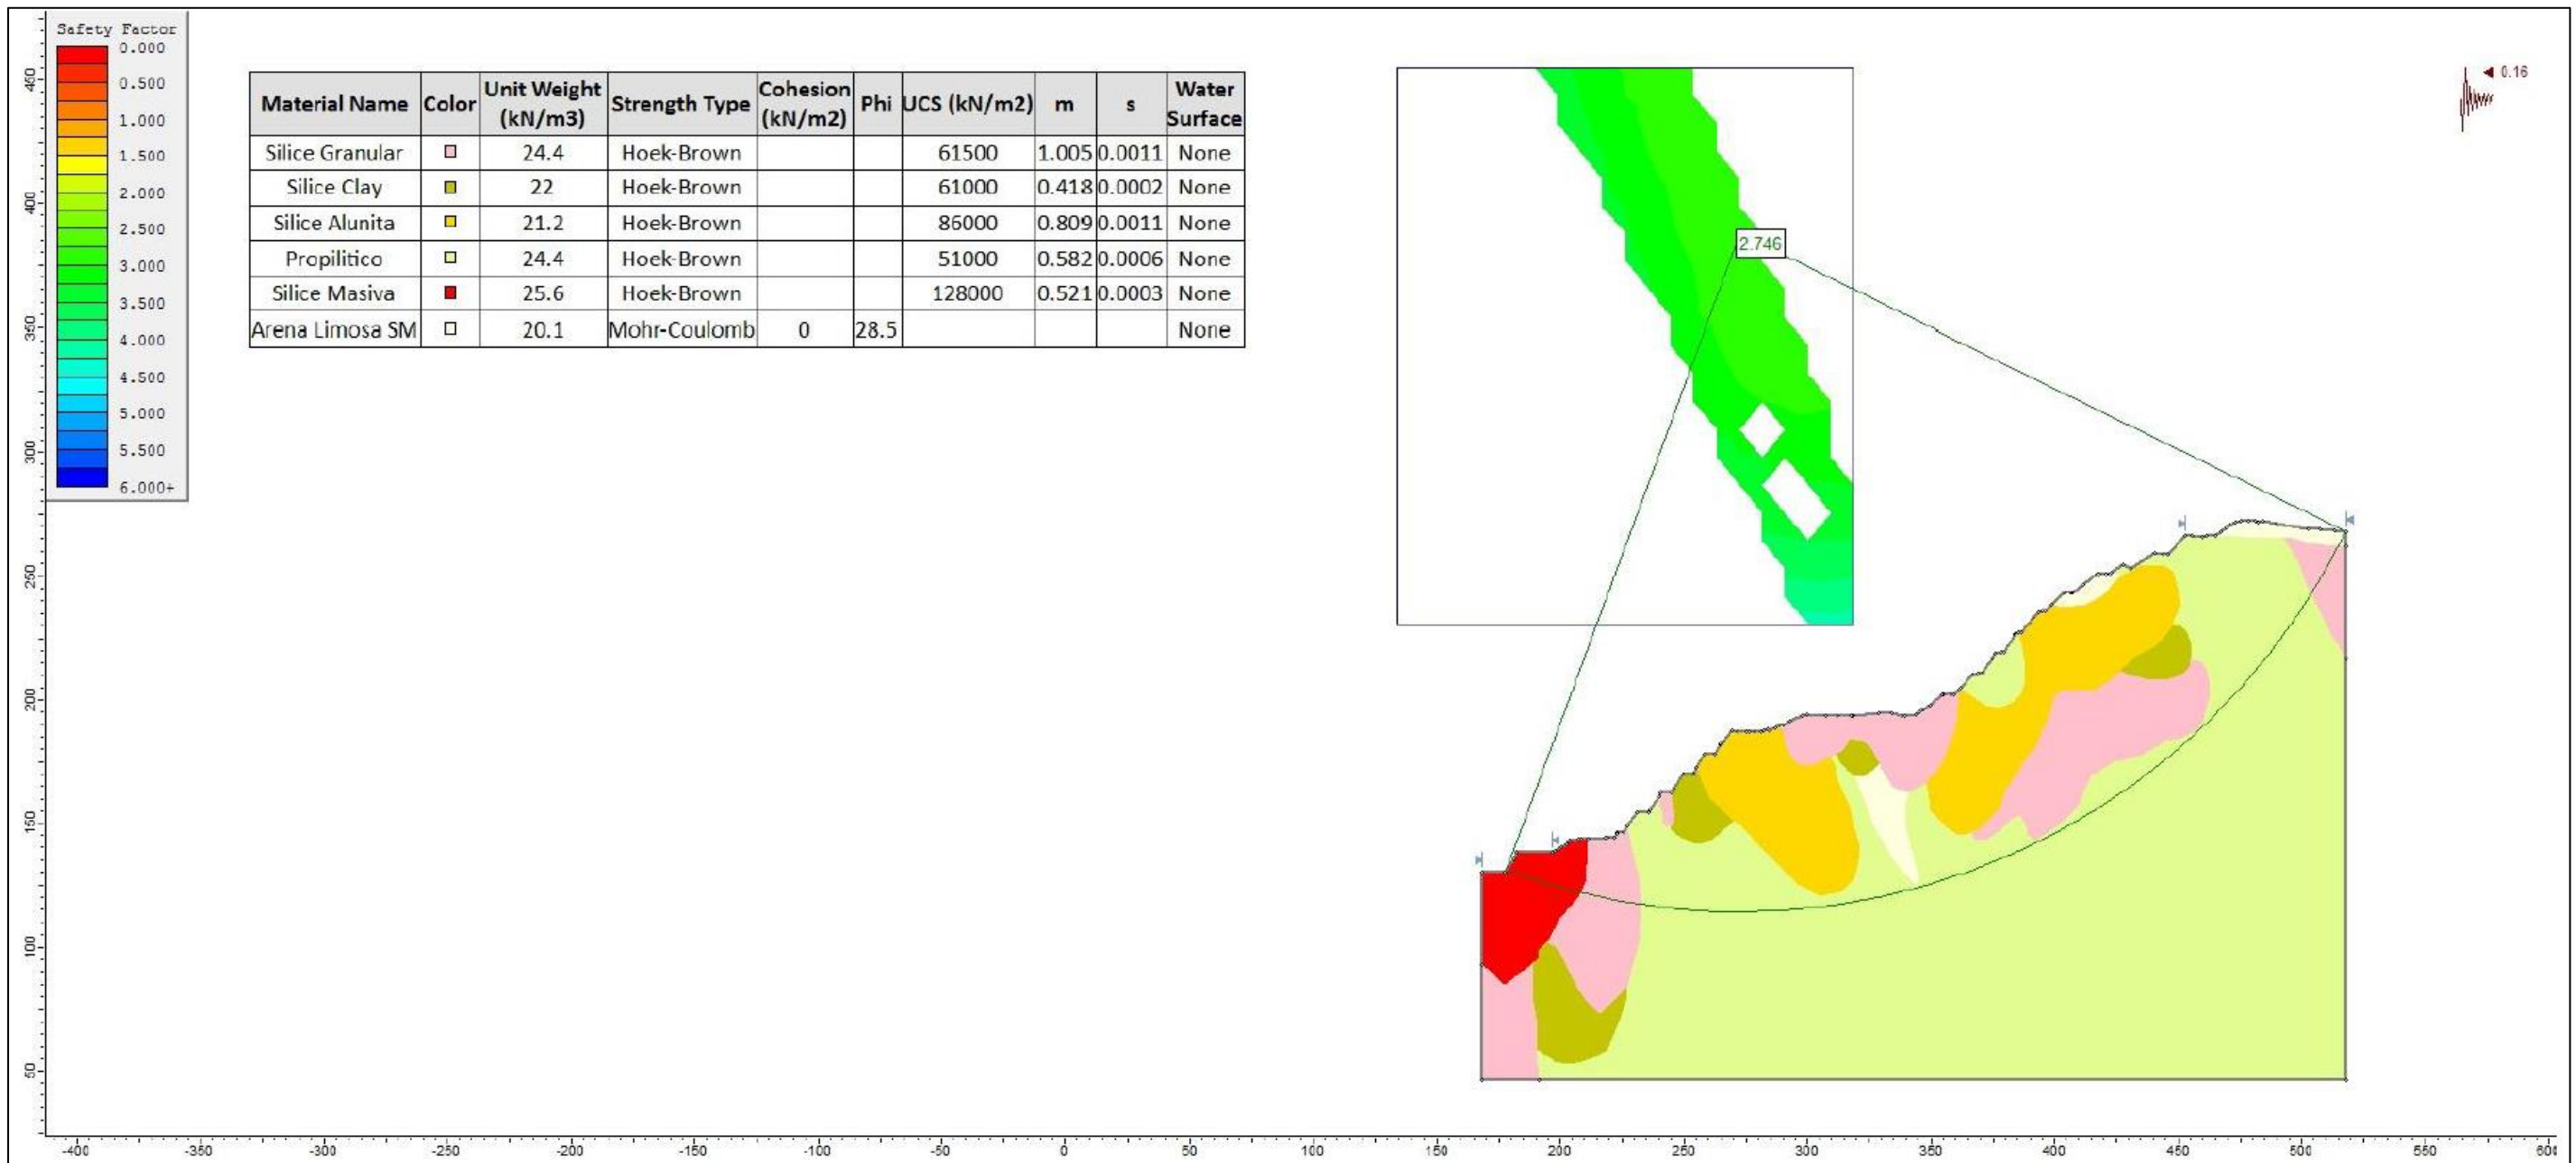 Safety Factor
0.000
0.500
1.000
1.500
2.000
2.500
3.000
3.500
4.000
4.500
5.000
5.500
6.000+
Material Name Color Unit Weight (kN/m3) Strength Type Cohesion (kN/m2) Phi UCS (kN/m2) m s Water Surface
Silice Granular 24.4 Hoek-Brown 61500 1.005 0.0011 None
Silice Clay 22 Hoek-Brown 61000 0.418 0.0002 None
Silice Alunita 21.2 Hoek-Brown 86000 0.809 0.0011 None
Propilitico 24.4 Hoek-Brown 51000 0.582 0.0006 None
Silice Masiva 25.6 Hoek-Brown 128000 0.521 0.0003 None
Arena Limosa SM 20.1 Mohr-Coulomb 0 28.5 None
0.16
2.746
450
400
350
300
250
200
150
100
50
-400 -350 -300 -250 -200 -150 -100 -50 0 50 100 150 200 250 300 350 400 450 500 550 600